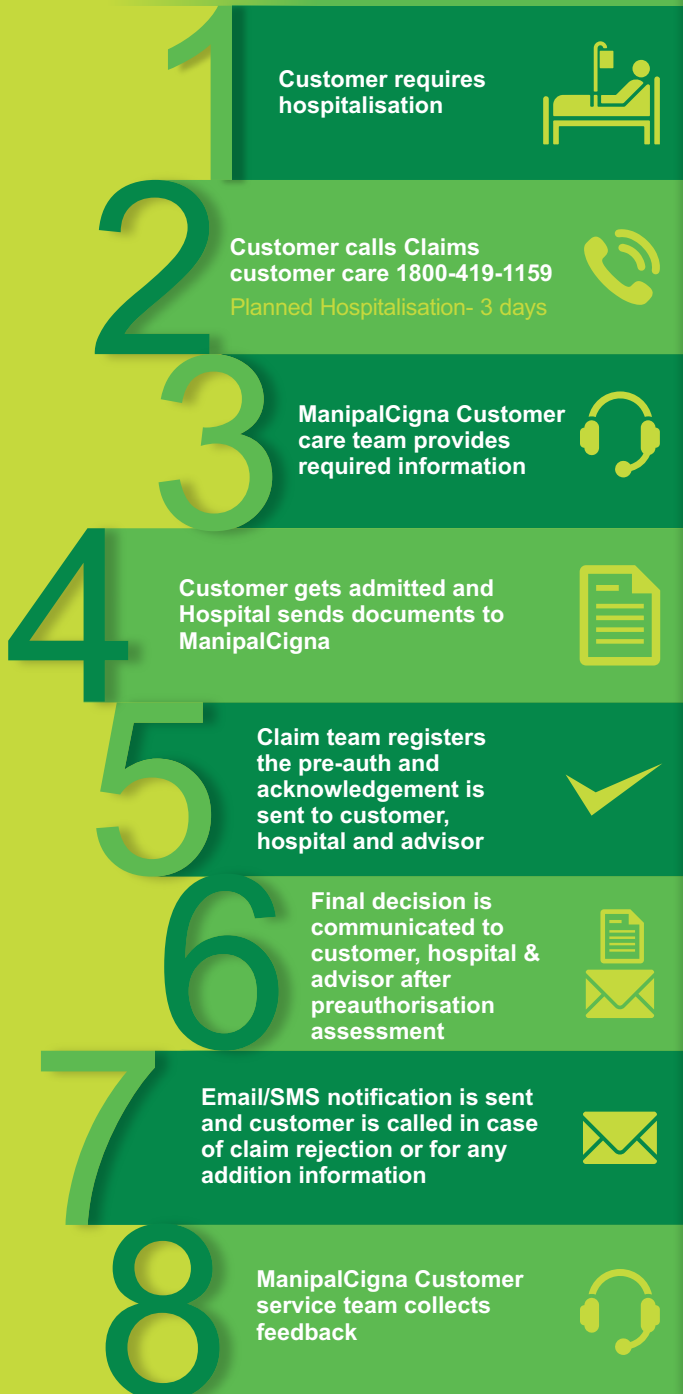 1
Customer requires
hospitalisation
2
Customer calls Claims
customer care 1800-419-1159
Planned Hospitalisation- 3 days
3
ManipalCigna Customer
care team provides
required information
4
Customer gets admitted and
Hospital sends documents to
ManipalCigna
5
Claim team registers
the pre-auth and
acknowledgement is
sent to customer,
hospital and advisor
6
Final decision is
communicated to
customer, hospital &
advisor after
preauthorisation
assessment
7
Email/SMS notification is sent
and customer is called in case
of claim rejection or for any
addition information
8
ManipalCigna Customer
service team collects
feedback